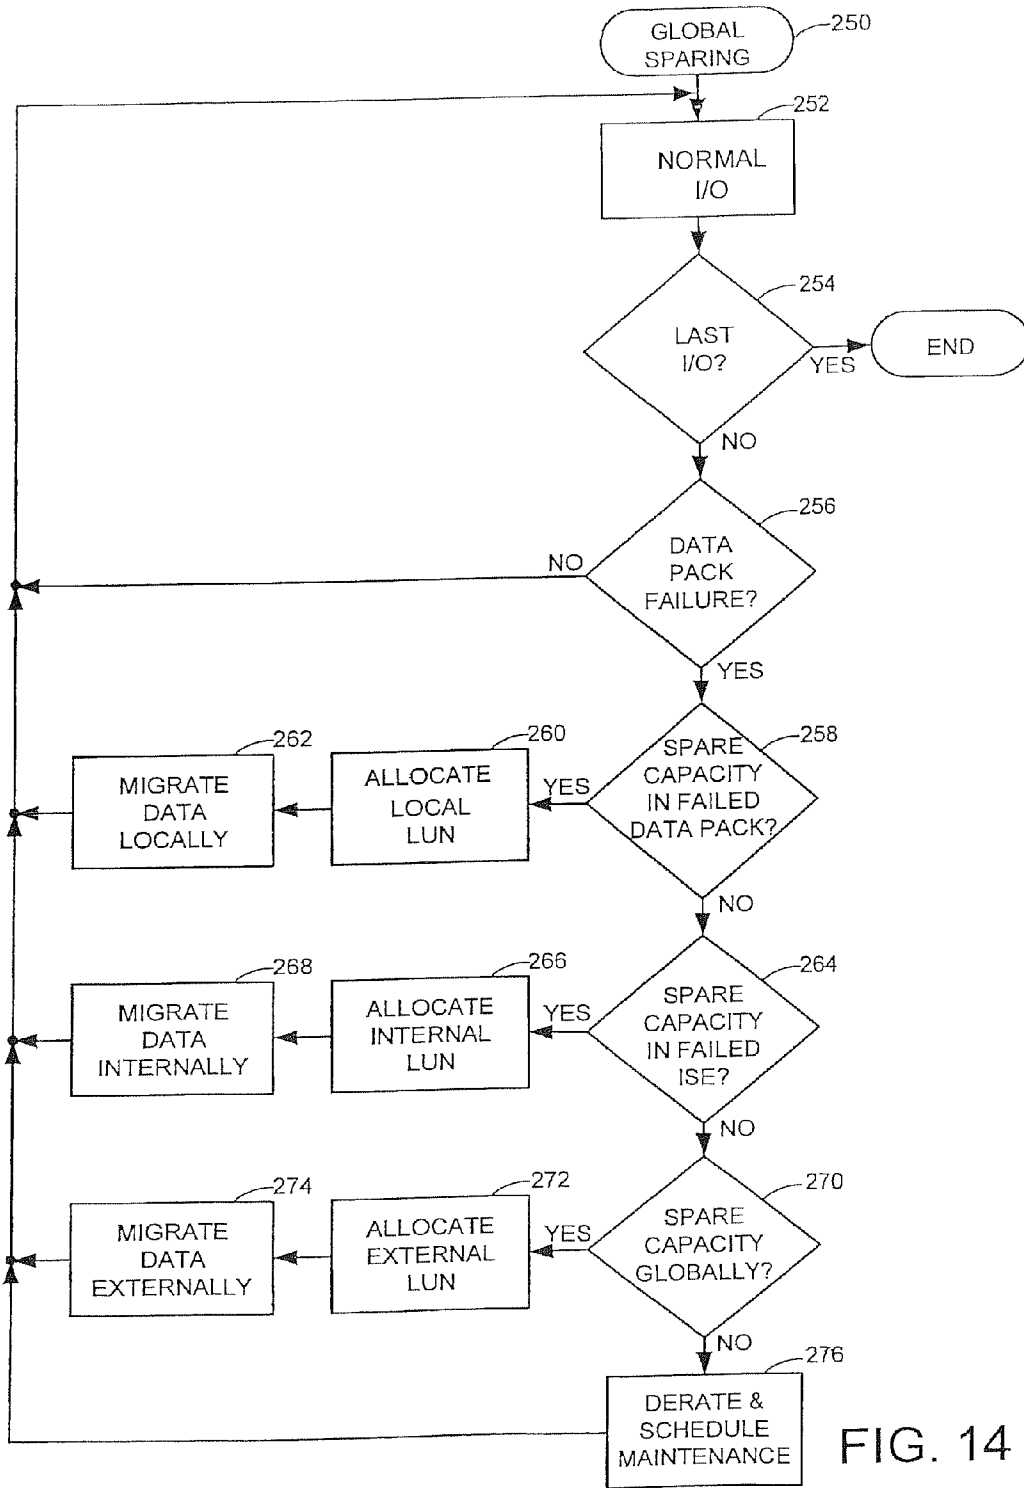 GLOBAL
SPARING
250
252
NORMAL
I/O
254
LAST
I/O?
YES
END
NO
256
DATA
PACK
FAILURE?
NO
YES
258
SPARE
CAPACITY
IN FAILED
DATA PACK?
YES
260
ALLOCATE
LOCAL
LUN
262
MIGRATE
DATA
LOCALLY
NO
264
SPARE
CAPACITY
IN FAILED
ISE?
YES
266
ALLOCATE
INTERNAL
LUN
268
MIGRATE
DATA
INTERNALLY
NO
270
SPARE
CAPACITY
GLOBALLY?
YES
272
ALLOCATE
EXTERNAL
LUN
274
MIGRATE
DATA
EXTERNALLY
NO
276
DERATE &
SCHEDULE
MAINTENANCE
FIG. 14